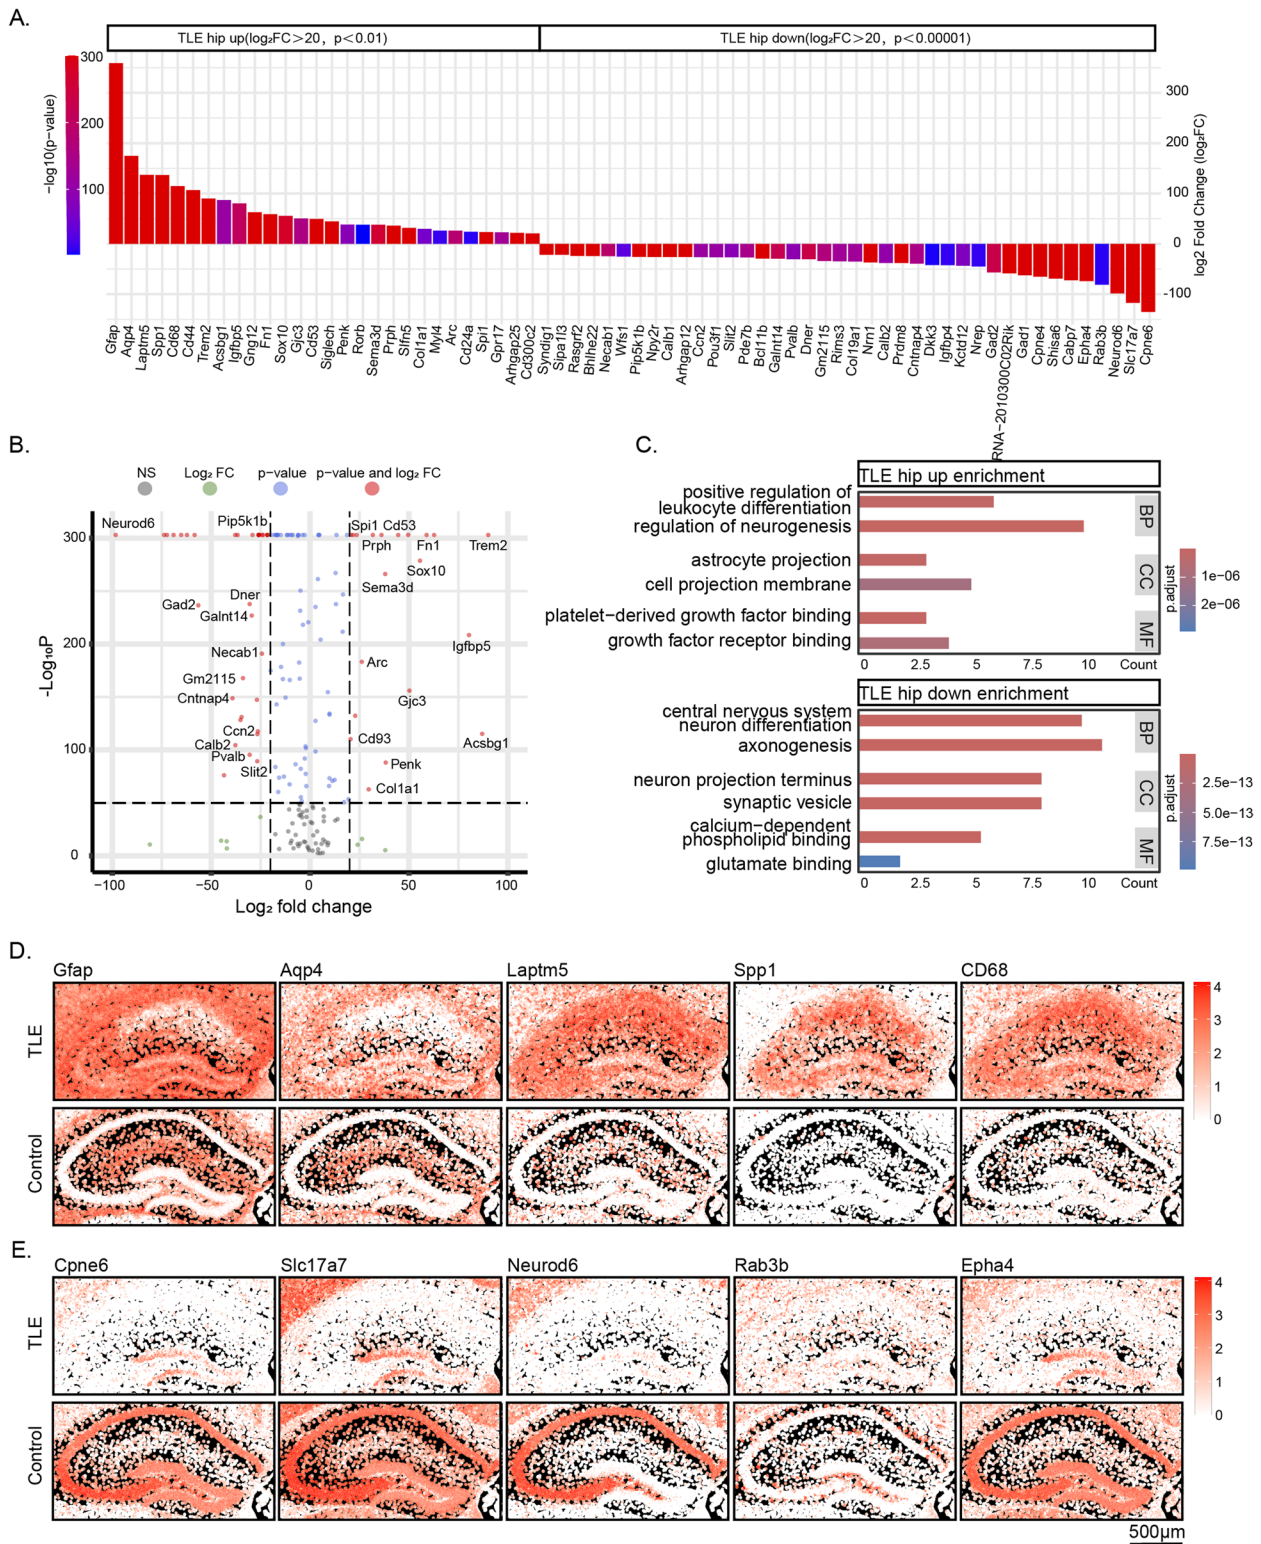 A.
TLE hip up(log₂FC>20, p<0.01)
TLE hip down(log₂FC>20, p<0.00001)
−log10(p−value)
300
200
100
300
200
100
0
-100
log2 Fold Change (log₂FC)
Gfap
Aqp4
Laptm5
Spp1
Cd68
Cd44
Trem2
Acsbg1
Igfbp5
Gng12
Fn1
Sox10
Gjc3
Cd53
Siglech
Penk
Rorb
Sema3d
Prph
Slfn5
Col1a1
Myl4
Arc
Cd24a
Spi1
Gpr17
Arhgap25
Cd300c2
Syndig1
Sipa1l3
Rasgrf2
Bhlhe22
Necab1
Wfs1
Pip5k1b
Npy2r
Calb1
Arhgap12
Ccn2
Pou3f1
Slit2
Pde7b
Bcl11b
Galnt14
Pvalb
Dner
Gm2115
Rims3
Col19a1
Nrn1
Calb2
Prdm8
Cntnap4
Dkk3
Igfbp4
Kctd12
Nrep
Gad2
RNA−2010300C02Rik
Gad1
Cpne4
Shisa6
Cabp7
Epha4
Rab3b
Neurod6
Slc17a7
Cpne6
B.
NS
Log₂ FC
p−value
p−value and log₂ FC
Neurod6
Pip5k1b
Spi1 Cd53
Prph
Fn1
Trem2
Sox10
Sema3d
Dner
Gad2
Galnt14
Igfbp5
Necab1
Arc
Gm2115
Cntnap4
Gjc3
Ccn2
Cd93
Calb2
Acsbg1
Pvalb
Penk
Slit2
Col1a1
-Log₁₀P
300
200
100
0
−100
−50
0
50
100
Log₂ fold change
C.
TLE hip up enrichment
positive regulation of
leukocyte differentiation
regulation of neurogenesis
astrocyte projection
cell projection membrane
platelet−derived growth factor binding
growth factor receptor binding
BP
CC
MF
0 2.5 5 7.5 10 Count
p.adjust
1e−06
2e−06
TLE hip down enrichment
central nervous system
neuron differentiation
axonogenesis
neuron projection terminus
synaptic vesicle
calcium−dependent
phospholipid binding
glutamate binding
BP
CC
MF
0 2.5 5 7.5 10 Count
p.adjust
2.5e−13
5.0e−13
7.5e−13
D.
Gfap
Aqp4
Laptm5
Spp1
CD68
TLE
Control
4
3
2
1
0
E.
Cpne6
Slc17a7
Neurod6
Rab3b
Epha4
TLE
Control
4
3
2
1
0
500μm